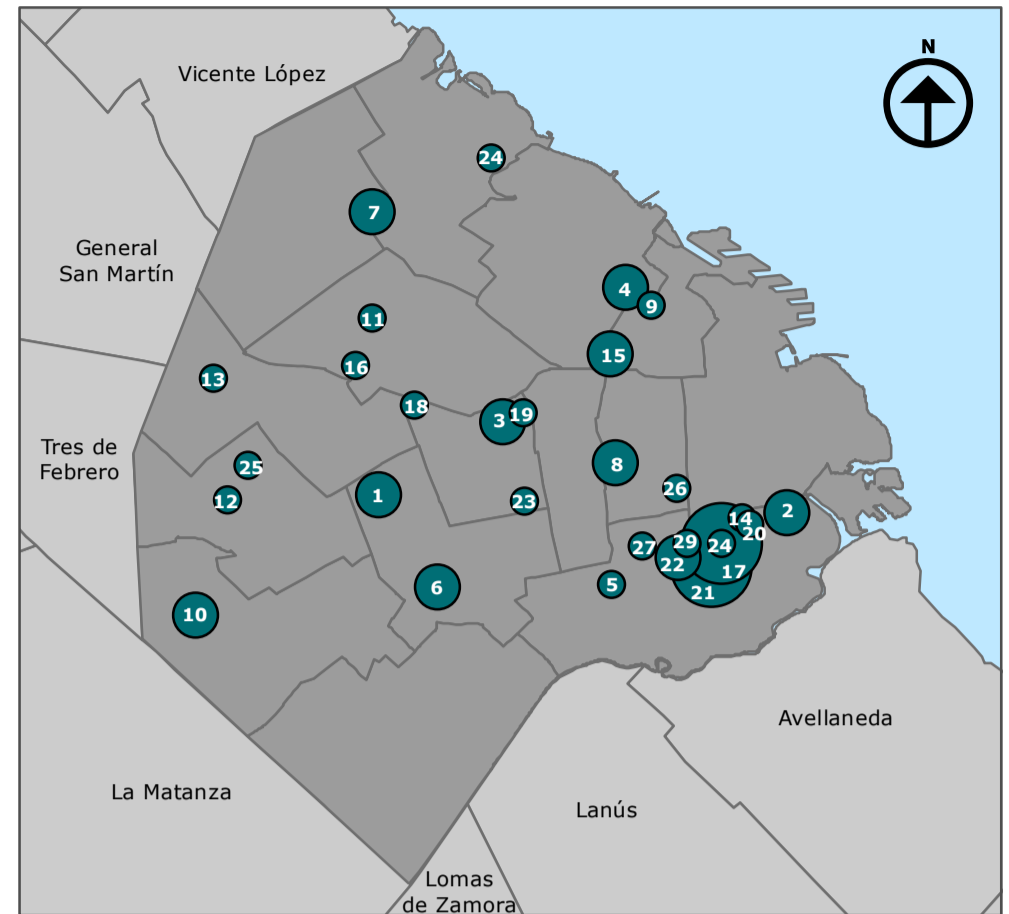 N
Vicente López
24
7
General
San Martín
4
9
11
15
16
13
18
3
19
Tres de
Febrero
25
8
12
1
23
26
2
14
20
27
29
24
22
17
5
21
6
10
Avellaneda
La Matanza
Lanús
Lomas
de Zamora